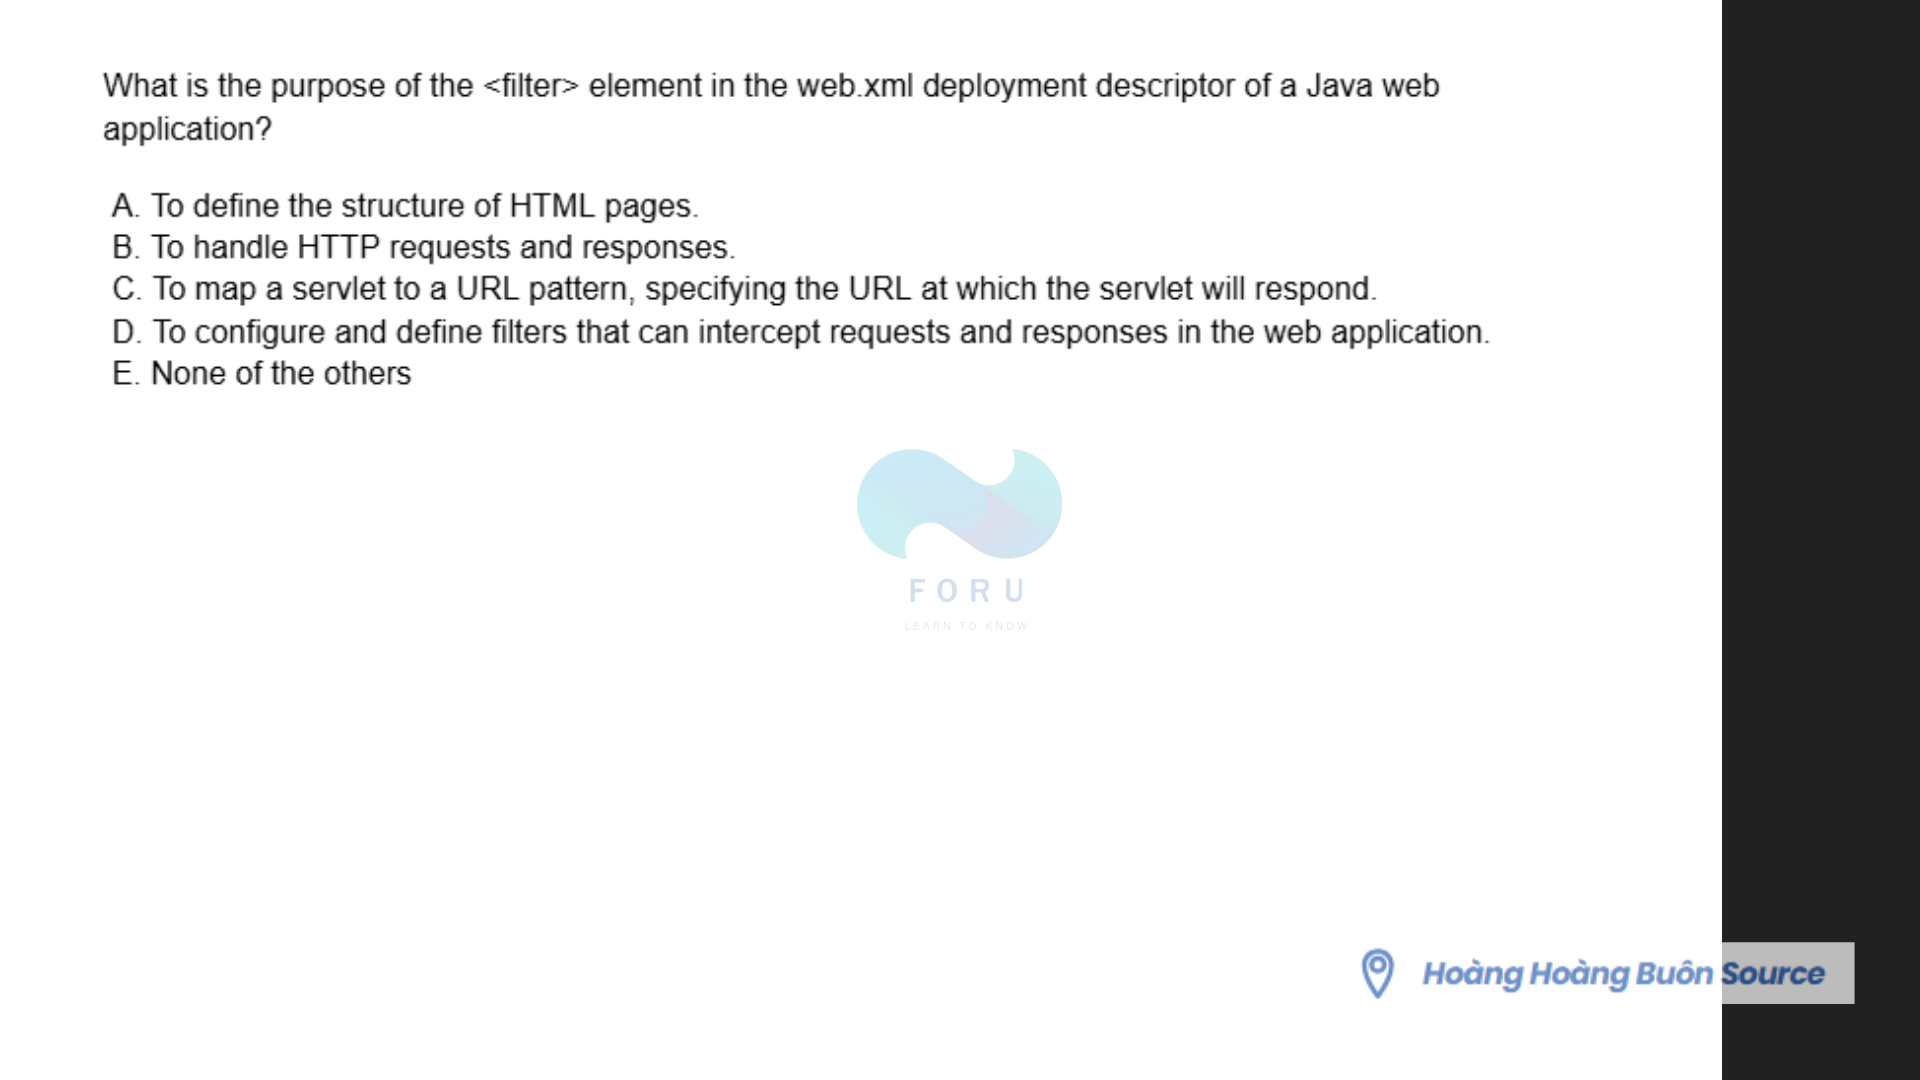 What is the purpose of the <filter> element in the web.xml deployment descriptor of a Java web
application?
A. To define the structure of HTML pages.
B. To handle HTTP requests and responses.
C. To map a servlet to a URL pattern, specifying the URL at which the servlet will respond.
D. To configure and define filters that can intercept requests and responses in the web application.
E. None of the others
FORU
LEARN TO KNOW
Hoàng Hoàng Buôn Source